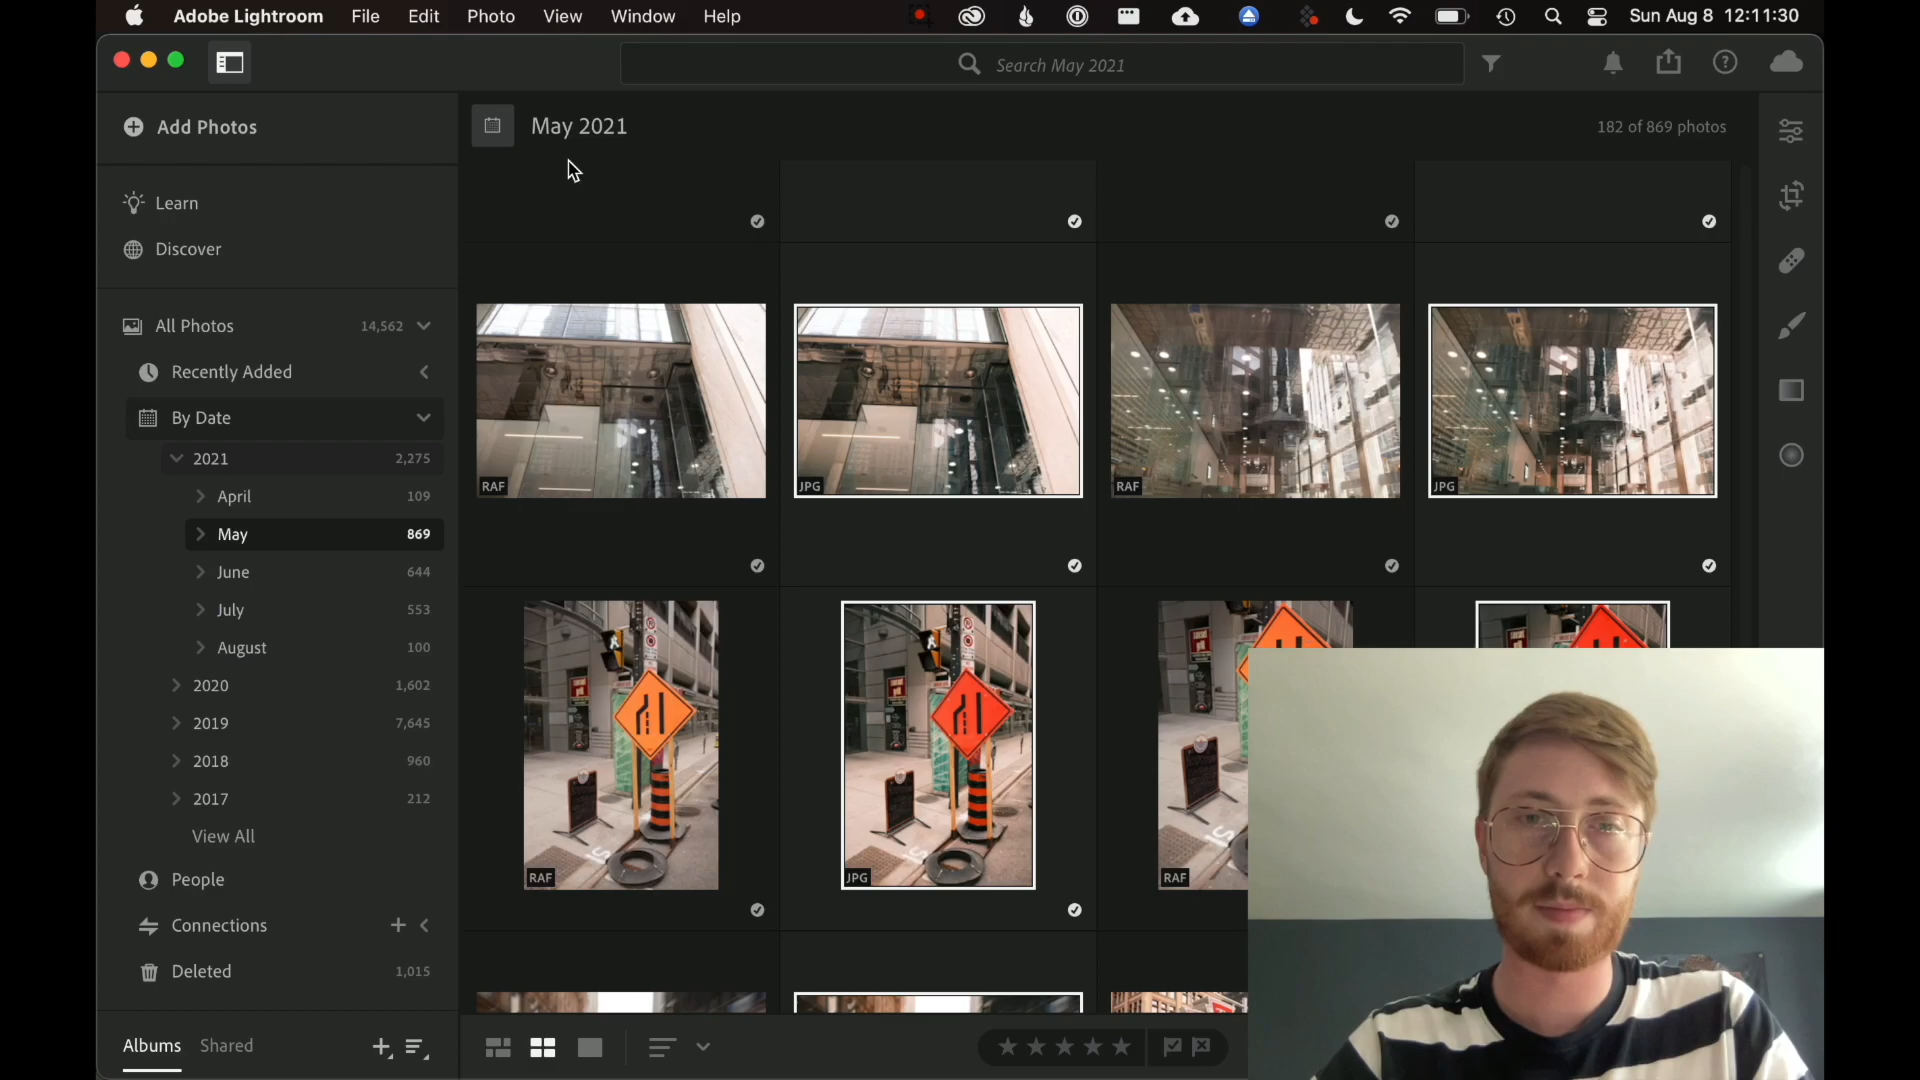 Adobe Lightroom File Edit Photo View Window Help Sun Aug 8 12:11:30
Search May 2021
Add Photos
May 2021
182 of 869 photos
Learn
Discover
All Photos 14,562
Recently Added
By Date
2021 2,275
April 109
May 869
June 644
July 553
August 100
2020 1,602
2019 7,645
2018 960
2017 212
View All
People
Connections
Deleted 1,015
Albums Shared
RAF
JPG
RAF
JPG
RAF
JPG
RAF